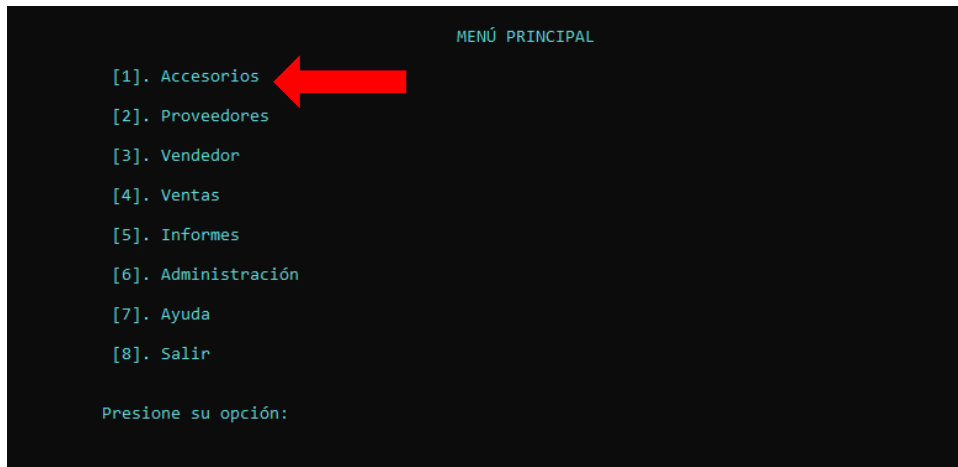 MENÚ PRINCIPAL
[1]. Accesorios
[2]. Proveedores
[3]. Vendedor
[4]. Ventas
[5]. Informes
[6]. Administración
[7]. Ayuda
[8]. Salir
Presione su opción: